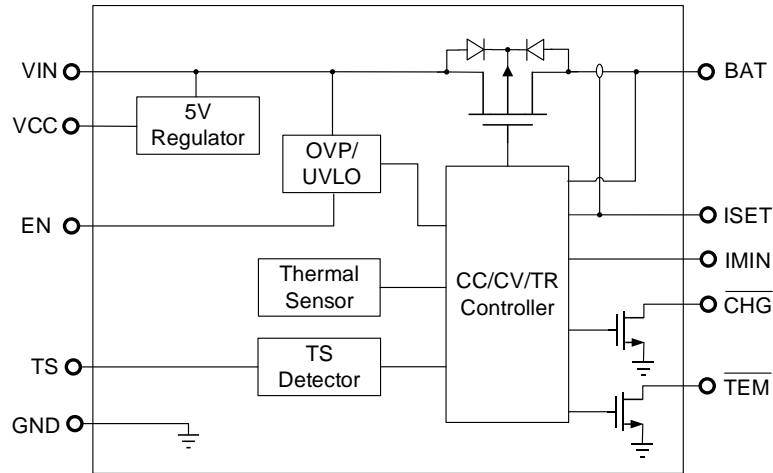 VIN
BAT
5V
Regulator
VCC
OVP/
UVLO
EN
ISET
IMIN
Thermal
Sensor
CC/CV/TR
Controller
CHG
TS
TS
Detector
TEM
GND